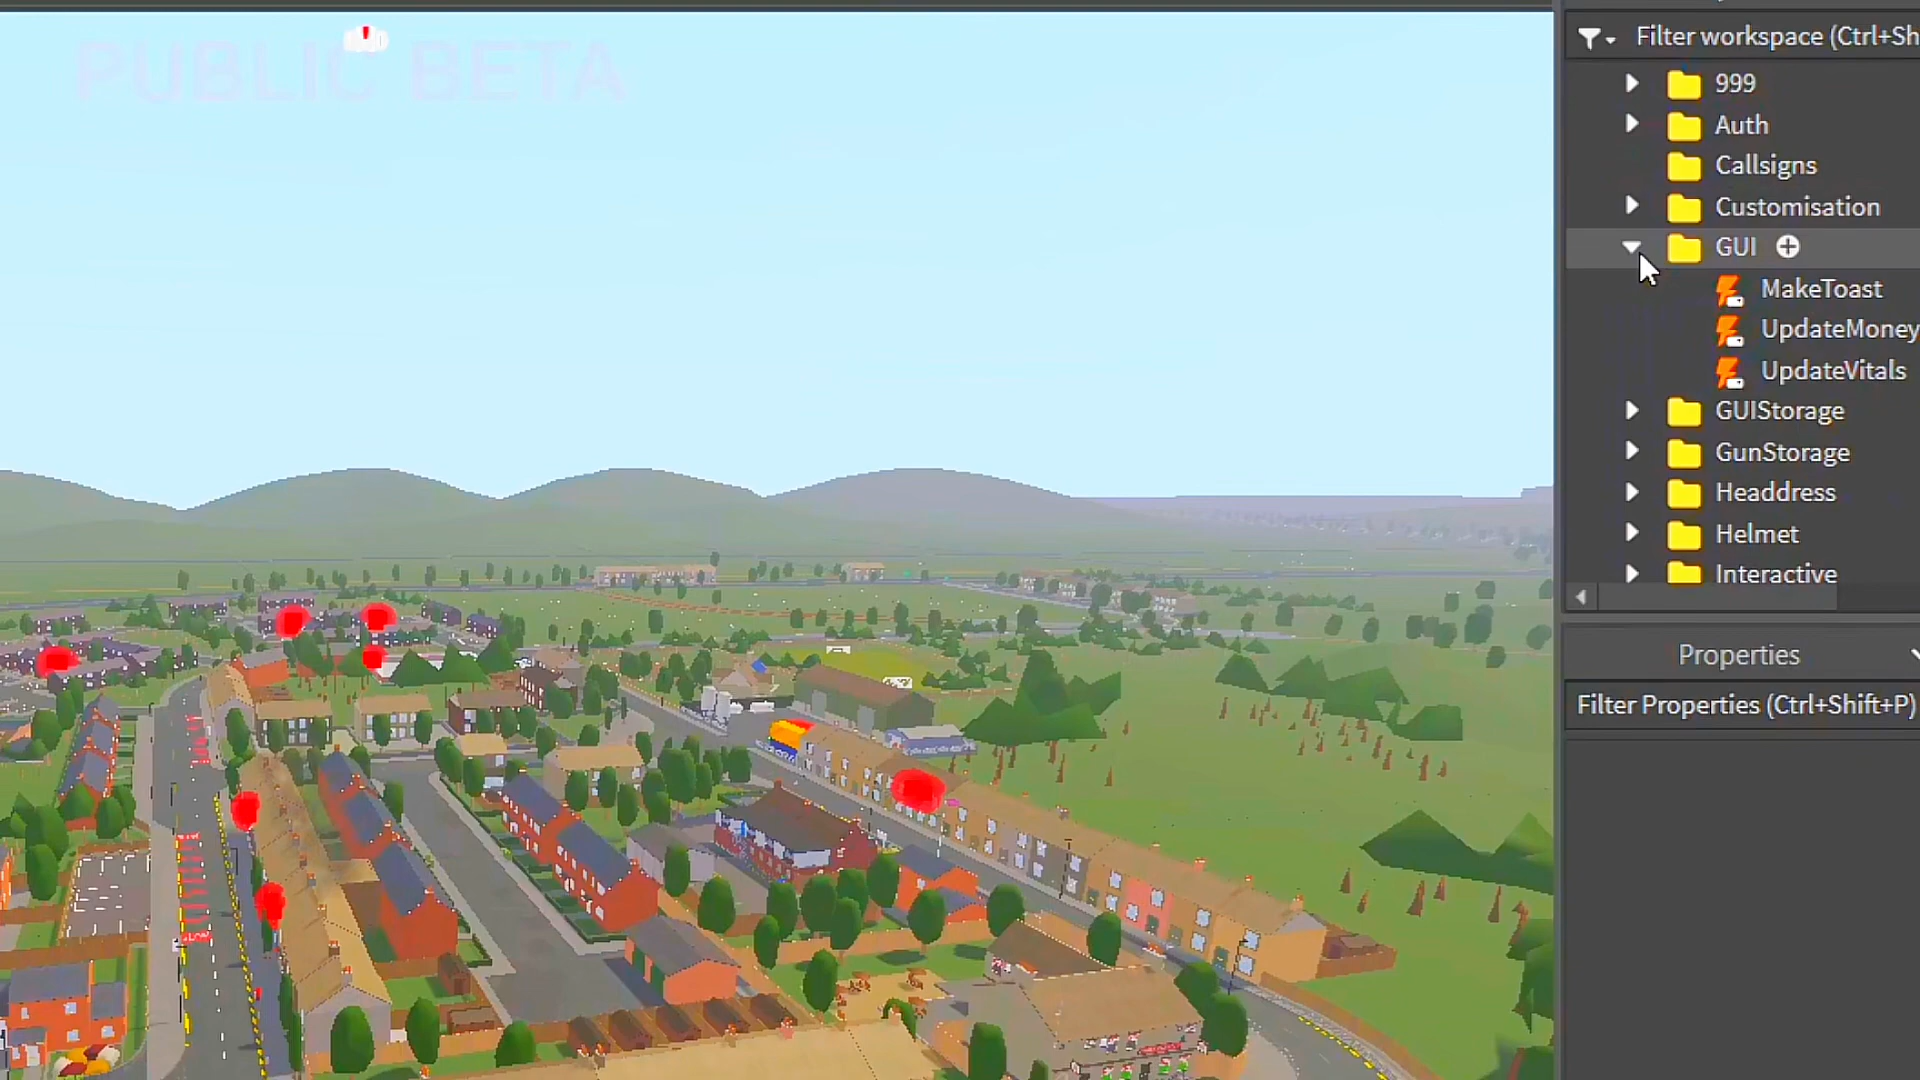 PUBLIC BETA
Filter workspace (Ctrl+Sh
999
Auth
Callsigns
Customisation
GUI
MakeToast
UpdateMoney
UpdateVitals
GUIStorage
GunStorage
Headdress
Helmet
Interactive
Properties
Filter Properties (Ctrl+Shift+P)